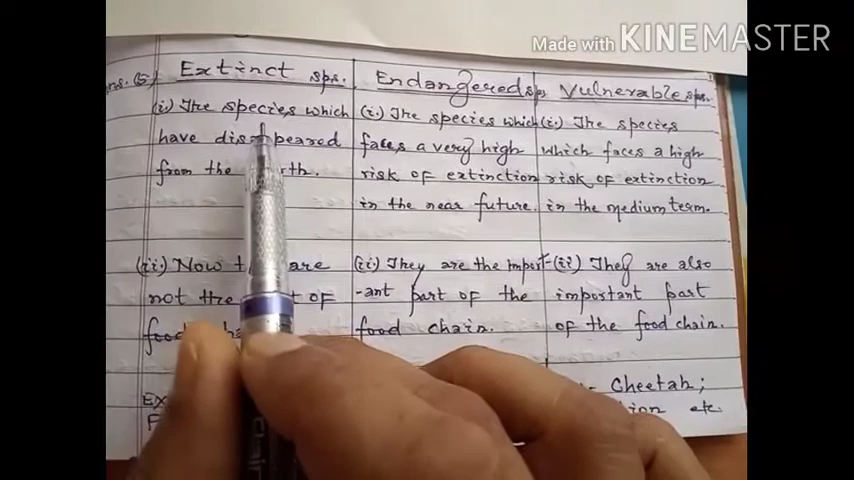 Made with KINEMASTER
Ans. (5) Extinct sps. Endangered sps Vulnerable sps.
(i) The species which (i) The species which (i) The species
have disappeared faces a very high which faces a high
from the risk of extinction risk of extinction
in the near future. in the medium term.
(ii) Now are (ii) They are the import- (ii) They are also
not the of -ant part of the important part
food food chain. of the food chain.
Cheetah;
etc.